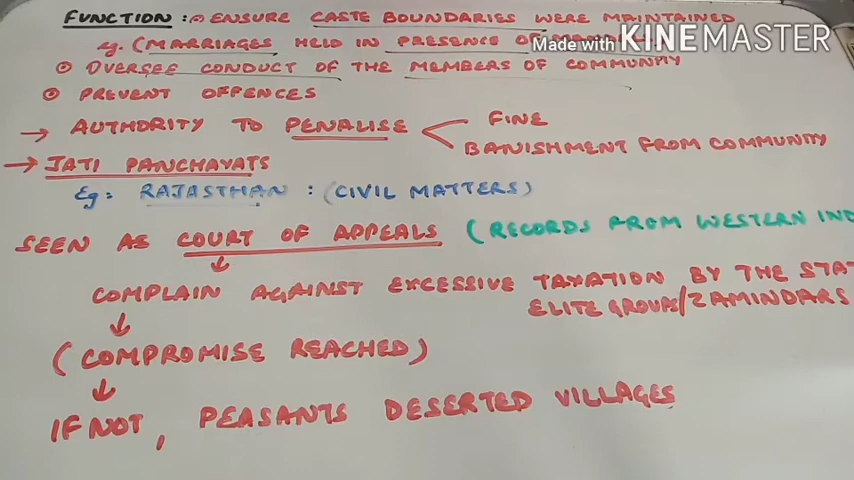 FUNCTION: ENSURE CASTE BOUNDARIES WERE MAINTAINED
eg. (MARRIAGES HELD IN PRESENCE OF
Made with KINEMASTER
OVERSEE CONDUCT OF THE MEMBERS OF COMMUNITY
PREVENT OFFENCES
→ AUTHORITY TO PENALISE
FINE
BANISHMENT FROM COMMUNITY
→ JATI PANCHAYATS
Eg: RAJASTHAN : (CIVIL MATTERS)
SEEN AS COURT OF APPEALS (RECORDS FROM WESTERN IND
↓
COMPLAIN AGAINST EXCESSIVE TAXATION BY THE STAT
ELITE GROUP/ZAMINDARS
↓
(COMPROMISE REACHED)
↓
IF NOT, PEASANTS DESERTED VILLAGES